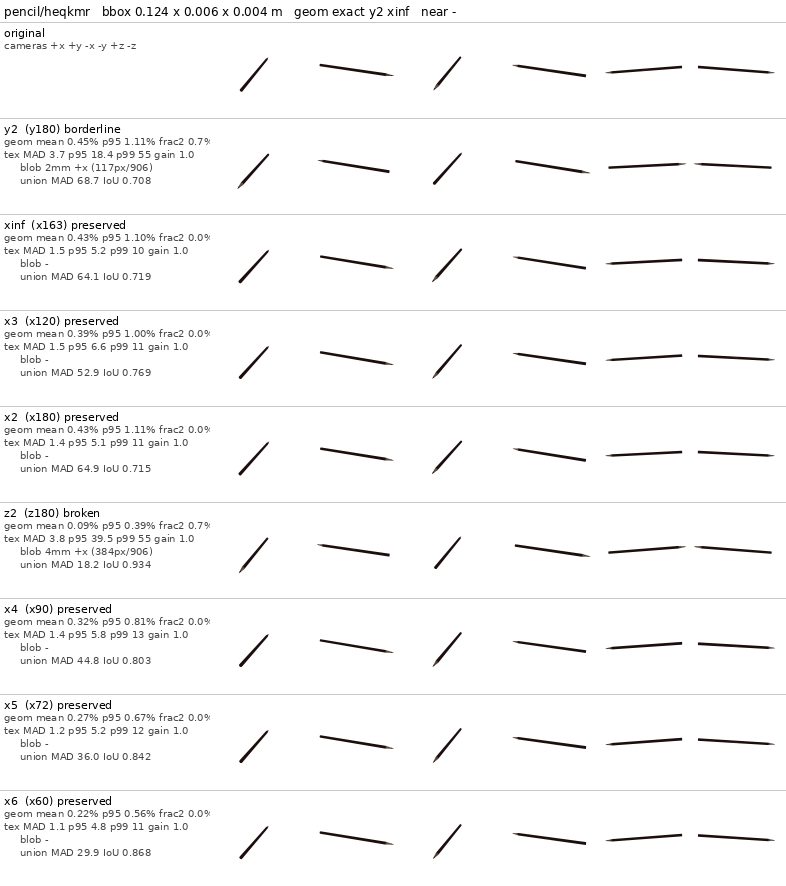 pencil/heqkmr   bbox 0.124 x 0.006 x 0.004 m   geom exact y2 xinf   near -
original
cameras +x +y -x -y +z -z
y2  (y180) borderline
geom mean 0.45% p95 1.11% frac2 0.7%
tex MAD 3.7 p95 18.4 p99 55 gain 1.0
blob 2mm +x (117px/906)
union MAD 68.7 IoU 0.708
xinf  (x163) preserved
geom mean 0.43% p95 1.10% frac2 0.0%
tex MAD 1.5 p95 5.2 p99 10 gain 1.0
blob -
union MAD 64.1 IoU 0.719
x3  (x120) preserved
geom mean 0.39% p95 1.00% frac2 0.0%
tex MAD 1.5 p95 6.6 p99 11 gain 1.0
blob -
union MAD 52.9 IoU 0.769
x2  (x180) preserved
geom mean 0.43% p95 1.11% frac2 0.0%
tex MAD 1.4 p95 5.1 p99 11 gain 1.0
blob -
union MAD 64.9 IoU 0.715
z2  (z180) broken
geom mean 0.09% p95 0.39% frac2 0.7%
tex MAD 3.8 p95 39.5 p99 55 gain 1.0
blob 4mm +x (384px/906)
union MAD 18.2 IoU 0.934
x4  (x90) preserved
geom mean 0.32% p95 0.81% frac2 0.0%
tex MAD 1.4 p95 5.8 p99 13 gain 1.0
blob -
union MAD 44.8 IoU 0.803
x5  (x72) preserved
geom mean 0.27% p95 0.67% frac2 0.0%
tex MAD 1.2 p95 5.2 p99 12 gain 1.0
blob -
union MAD 36.0 IoU 0.842
x6  (x60) preserved
geom mean 0.22% p95 0.56% frac2 0.0%
tex MAD 1.1 p95 4.8 p99 11 gain 1.0
blob -
union MAD 29.9 IoU 0.868